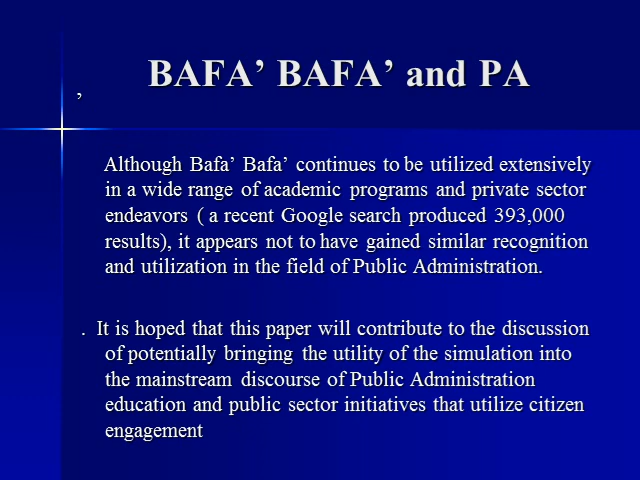 BAFA’ BAFA’ and PA
,
Although Bafa’ Bafa’ continues to be utilized extensively
in a wide range of academic programs and private sector
endeavors ( a recent Google search produced 393,000
results), it appears not to have gained similar recognition
and utilization in the field of Public Administration.
. It is hoped that this paper will contribute to the discussion
of potentially bringing the utility of the simulation into
the mainstream discourse of Public Administration
education and public sector initiatives that utilize citizen
engagement